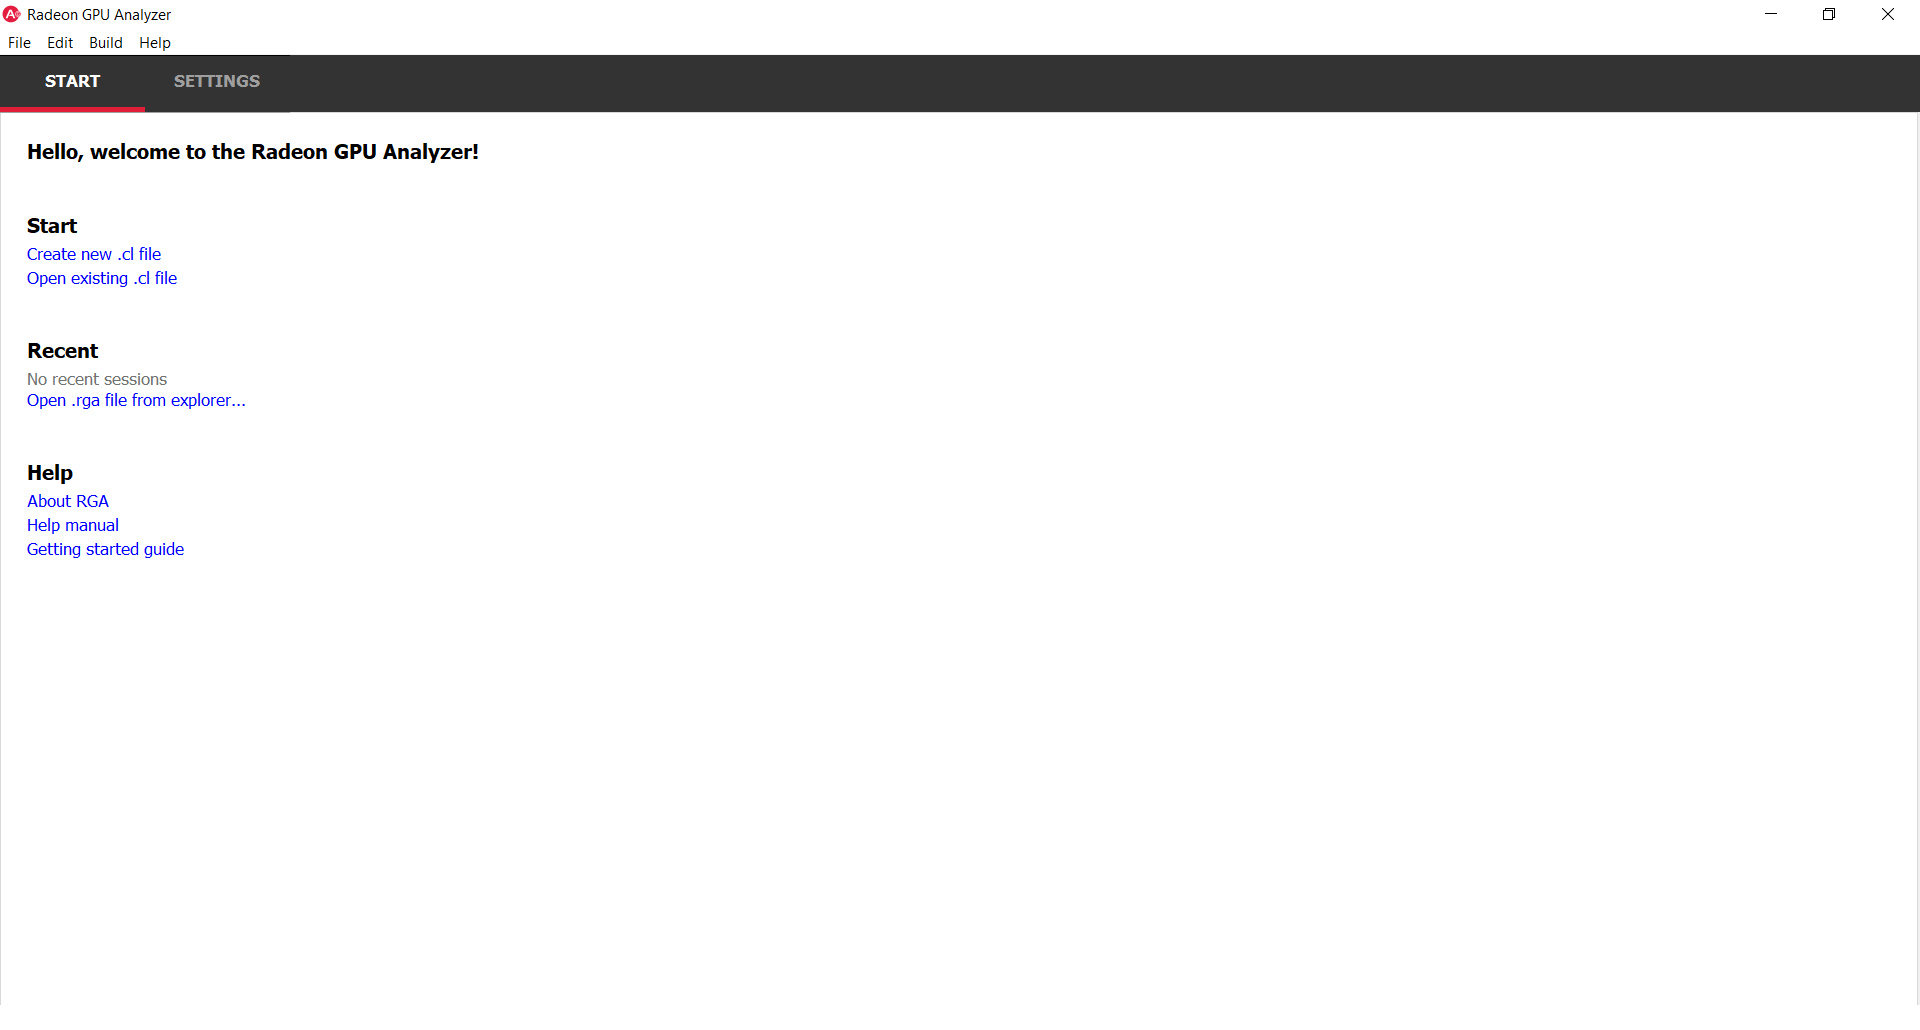 Radeon GPU Analyzer
File Edit Build Help
START SETTINGS
Hello, welcome to the Radeon GPU Analyzer!
Start
Create new .cl file
Open existing .cl file
Recent
No recent sessions
Open .rga file from explorer...
Help
About RGA
Help manual
Getting started guide